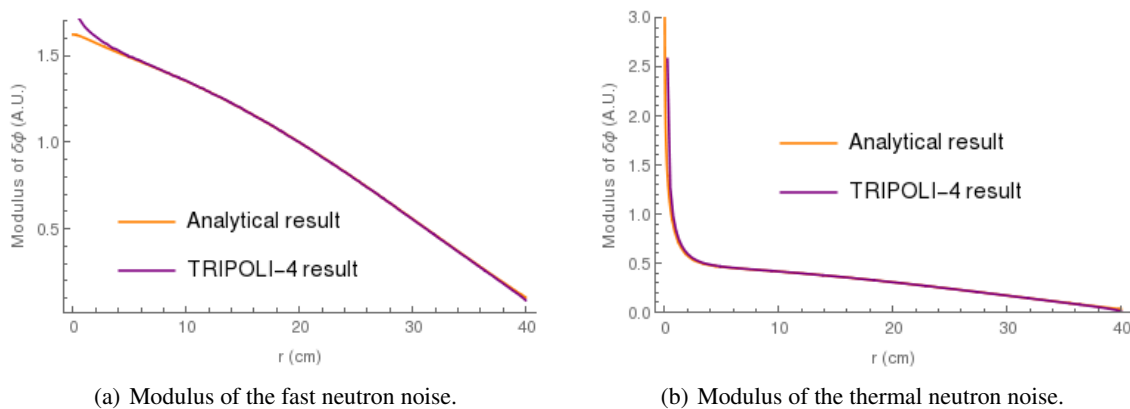 Modulus of δϕ (A.U.)
1.5
1.0
0.5
Analytical result
TRIPOLI−4 result
0
10
20
30
40
r (cm)
(a) Modulus of the fast neutron noise.
Modulus of δϕ (A.U.)
3.0
2.5
2.0
1.5
1.0
0.5
0.0
Analytical result
TRIPOLI−4 result
0
10
20
30
40
r (cm)
(b) Modulus of the thermal neutron noise.